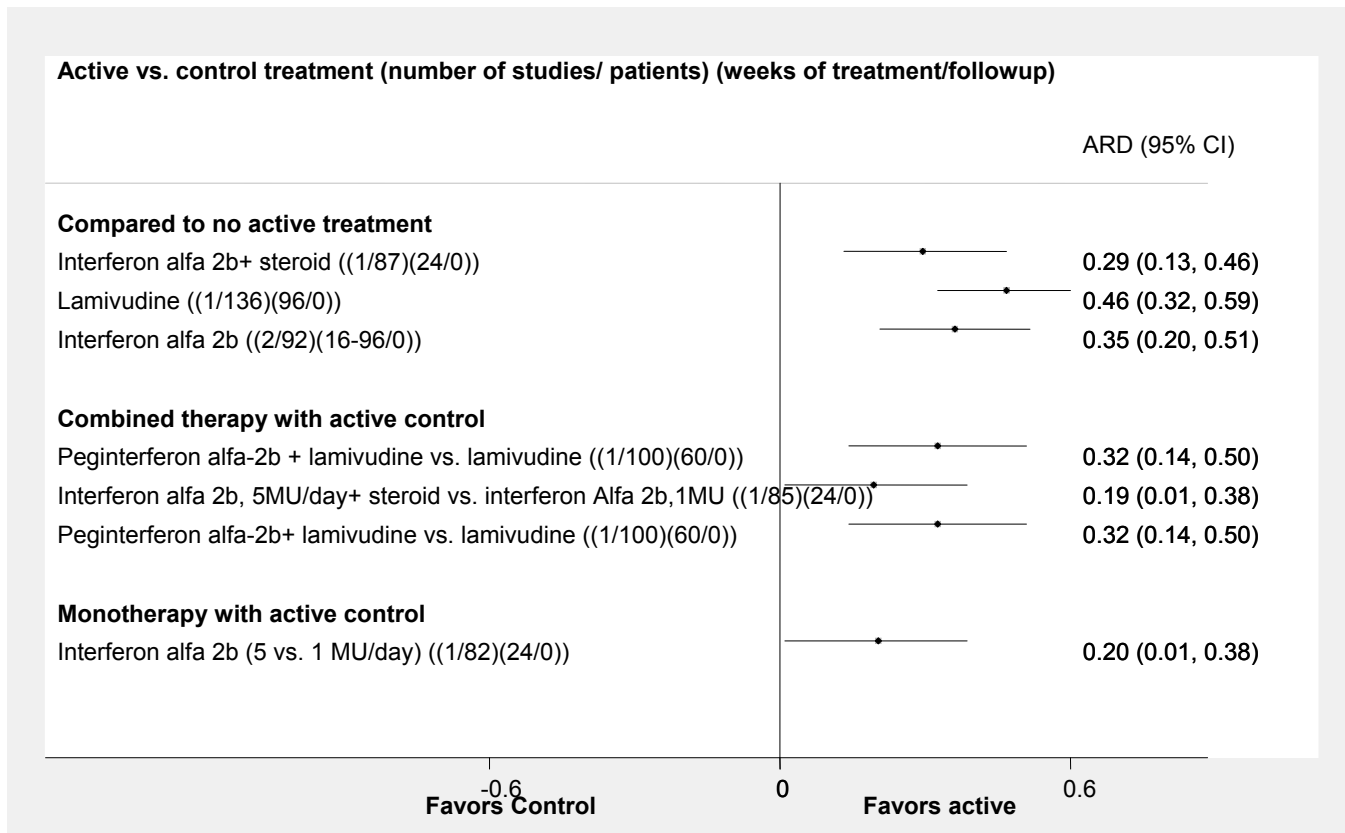 Active vs. control treatment (number of studies/ patients) (weeks of treatment/followup)
ARD (95% CI)
Compared to no active treatment
Interferon alfa 2b+ steroid ((1/87)(24/0)) 0.29 (0.13, 0.46)
Lamivudine ((1/136)(96/0)) 0.46 (0.32, 0.59)
Interferon alfa 2b ((2/92)(16-96/0)) 0.35 (0.20, 0.51)
Combined therapy with active control
Peginterferon alfa-2b + lamivudine vs. lamivudine ((1/100)(60/0)) 0.32 (0.14, 0.50)
Interferon alfa 2b, 5MU/day+ steroid vs. interferon Alfa 2b,1MU ((1/85)(24/0)) 0.19 (0.01, 0.38)
Peginterferon alfa-2b+ lamivudine vs. lamivudine ((1/100)(60/0)) 0.32 (0.14, 0.50)
Monotherapy with active control
Interferon alfa 2b (5 vs. 1 MU/day) ((1/82)(24/0)) 0.20 (0.01, 0.38)
-0.6 0 0.6
Favors Control Favors active